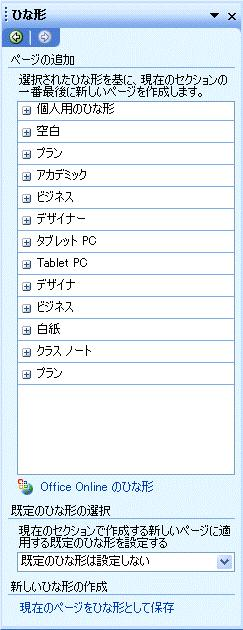 ひな形
ページの追加
選択されたひな形を基に、現在のセクションの
一番最後に新しいページを作成します。
個人用のひな形
空白
プラン
アカデミック
ビジネス
デザイナー
タブレット PC
Tablet PC
デザイナ
ビジネス
白紙
クラス ノート
プラン
Office Online のひな形
既定のひな形の選択
現在のセクションで作成する新しいページに適
用する既定のひな形を設定する
既定のひな形は設定しない
新しいひな形の作成
現在のページをひな形として保存